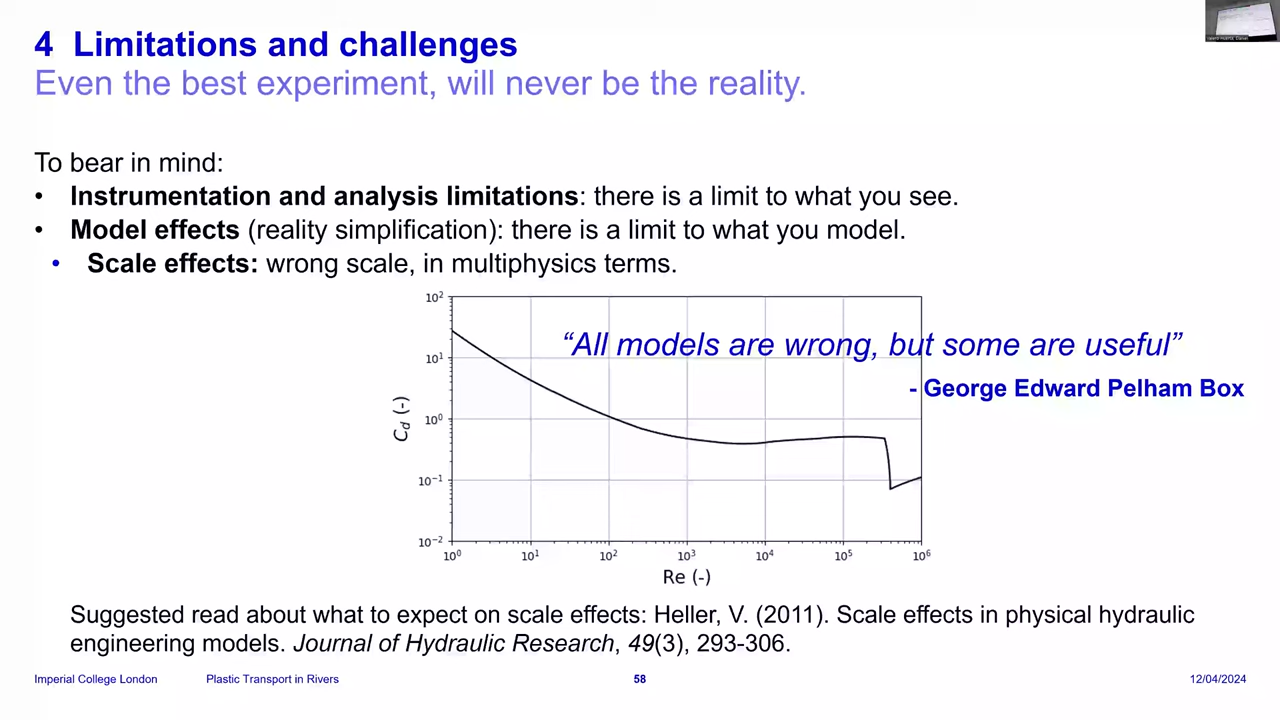 4 Limitations and challenges
Even the best experiment, will never be the reality.
To bear in mind:
• Instrumentation and analysis limitations: there is a limit to what you see.
• Model effects (reality simplification): there is a limit to what you model.
• Scale effects: wrong scale, in multiphysics terms.
“All models are wrong, but some are useful”
- George Edward Pelham Box
10²
10¹
10⁰
10⁻¹
10⁻²
C_d (-)
10⁰ 10¹ 10² 10³ 10⁴ 10⁵ 10⁶
Re (-)
Suggested read about what to expect on scale effects: Heller, V. (2011). Scale effects in physical hydraulic
engineering models. Journal of Hydraulic Research, 49(3), 293-306.
Imperial College London Plastic Transport in Rivers 58 12/04/2024